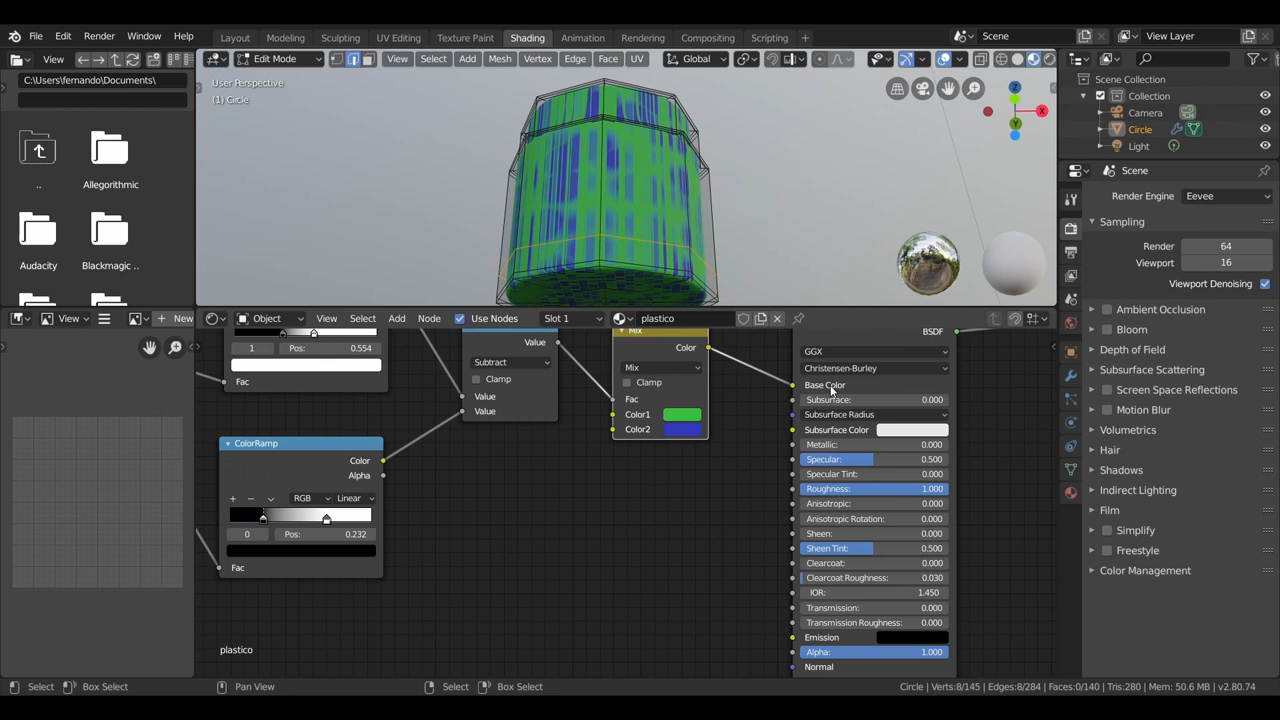 File Edit Render Window Help Layout Modeling Sculpting UV Editing Texture Paint Shading Animation Rendering Compositing Scripting + Scene View Layer
View Edit Mode View Select Add Mesh Vertex Edge Face UV Global
C:\Users\fernando\Documents\
..
Allegorithmic
Audacity
Blackmagic ..
User Perspective
(1) Circle
Z
X
Y
Scene Collection
Collection
Camera
Circle
Light
Scene
Render Engine Eevee
Sampling
Render 64
Viewport 16
Viewport Denoising
Ambient Occlusion
Bloom
Depth of Field
Subsurface Scattering
Screen Space Reflections
Motion Blur
Volumetrics
Hair
Shadows
Indirect Lighting
Film
Simplify
Freestyle
Color Management
View New Object View Select Add Node Use Nodes Slot 1 plastico
1 Pos: 0.554
Fac
ColorRamp
Color
Alpha
RGB Linear
0 Pos: 0.232
Fac
Value
Subtract
Clamp
Value
Value
Mix
Color
Mix
Clamp
Fac
Color1
Color2
BSDF
GGX
Christensen-Burley
Base Color
Subsurface: 0.000
Subsurface Radius
Subsurface Color
Metallic: 0.000
Specular: 0.500
Specular Tint: 0.000
Roughness: 1.000
Anisotropic: 0.000
Anisotropic Rotation: 0.000
Sheen: 0.000
Sheen Tint: 0.500
Clearcoat: 0.000
Clearcoat Roughness: 0.030
IOR: 1.450
Transmission: 0.000
Transmission Roughness: 0.000
Emission
Alpha: 1.000
Normal
plastico
Select Box Select Pan View Select Box Select Circle | Verts:8/145 | Edges:8/284 | Faces:0/140 | Tris:280 | Mem: 50.6 MB | v2.80.74